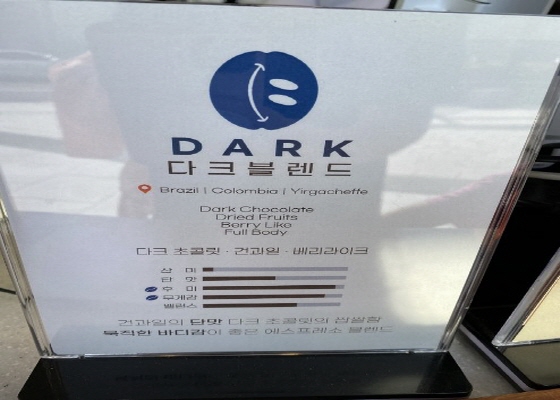 DARK
다크블렌드
Brazil | Colombia | Yirgacheffe
Dark Chocolate
Dried Fruits
Berry Like
Full Body
다크 초콜릿 · 건과일 · 베리라이크
산 미
단 맛
후 미
무게감
밸런스
건과일의 단맛 다크 초콜릿의 쌉쌀함
묵직한 바디감이 좋은 에스프레소 블렌드